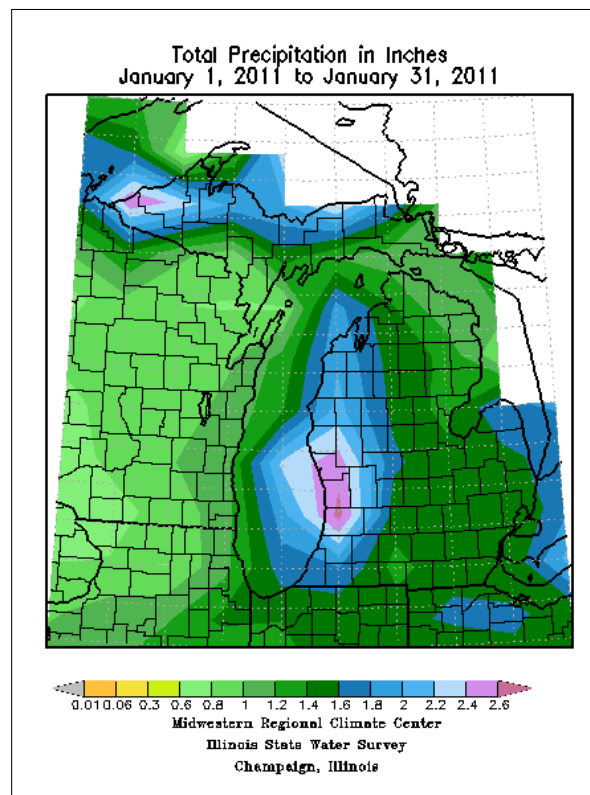 Total Precipitation in Inches
January 1, 2011 to January 31, 2011
0.01 0.06 0.3 0.6 0.8 1 1.2 1.4 1.6 1.8 2 2.2 2.4 2.6
Midwestern Regional Climate Center
Illinois State Water Survey
Champaign, Illinois